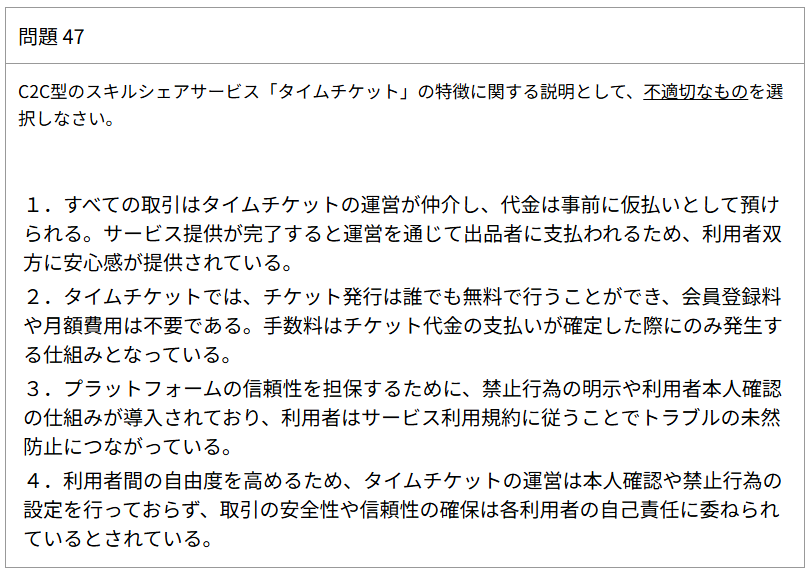 問題 47
C2C型のスキルシェアサービス「タイムチケット」の特徴に関する説明として、不適切なものを選
択しなさい。
１．すべての取引はタイムチケットの運営が仲介し、代金は事前に仮払いとして預け
られる。サービス提供が完了すると運営を通じて出品者に支払われるため、利用者双
方に安心感が提供されている。
２．タイムチケットでは、チケット発行は誰でも無料で行うことができ、会員登録料
や月額費用は不要である。手数料はチケット代金の支払いが確定した際にのみ発生す
る仕組みとなっている。
３．プラットフォームの信頼性を担保するために、禁止行為の明示や利用者本人確認
の仕組みが導入されており、利用者はサービス利用規約に従うことでトラブルの未然
防止につながっている。
４．利用者間の自由度を高めるため、タイムチケットの運営は本人確認や禁止行為の
設定を行っておらず、取引の安全性や信頼性の確保は各利用者の自己責任に委ねられ
ているとされている。